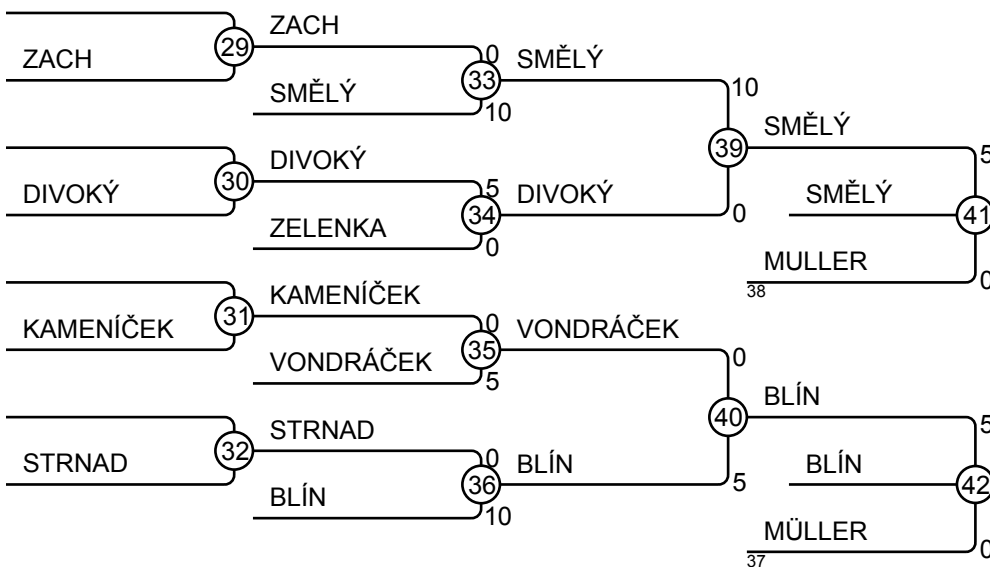 ZACH
29
ZACH
0
33
SMĚLÝ
10
SMĚLÝ
DIVOKÝ
30
DIVOKÝ
5
34
ZELENKA
0
DIVOKÝ
10
39
0
SMĚLÝ
5
SMĚLÝ
41
MULLER
38
0
KAMENÍČEK
31
KAMENÍČEK
0
35
VONDRÁČEK
5
VONDRÁČEK
STRNAD
32
STRNAD
0
36
BLÍN
10
BLÍN
0
40
5
BLÍN
5
BLÍN
42
MÜLLER
37
0